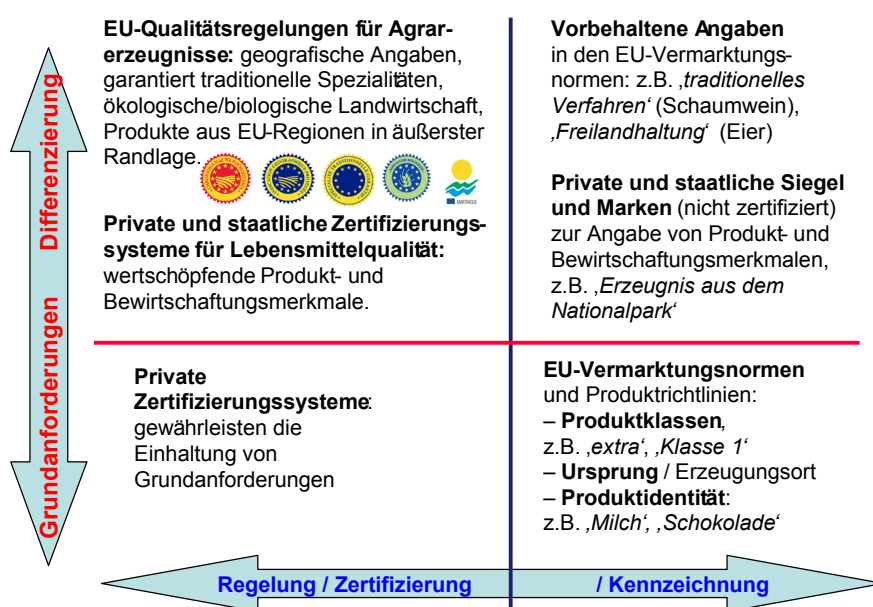 EU-Qualitätsregelungen für Agrar-
erzeugnisse: geografische Angaben,
garantiert traditionelle Spezialitäten,
ökologische/biologische Landwirtschaft,
Produkte aus EU-Regionen in äußerster
Randlage.
MARTINIQUE
Private und staatliche Zertifizierungs-
systeme für Lebensmittelqualität:
wertschöpfende Produkt- und
Bewirtschaftungsmerkmale.
Vorbehaltene Angaben
in den EU-Vermarktungs-
normen: z.B. ‚traditionelles
Verfahren‘ (Schaumwein),
‚Freilandhaltung‘ (Eier)
Private und staatliche Siegel
und Marken (nicht zertifiziert)
zur Angabe von Produkt- und
Bewirtschaftungsmerkmalen,
z.B. ‚Erzeugnis aus dem
Nationalpark‘
Differenzierung
Grundanforderungen
Private
Zertifizierungssysteme:
gewährleisten die
Einhaltung von
Grundanforderungen
EU-Vermarktungsnormen
und Produktrichtlinien:
– Produktklassen,
z.B. ‚extra‘, ‚Klasse 1‘
– Ursprung / Erzeugungsort
– Produktidentität:
z.B. ‚Milch‘, ‚Schokolade‘
Regelung / Zertifizierung / Kennzeichnung